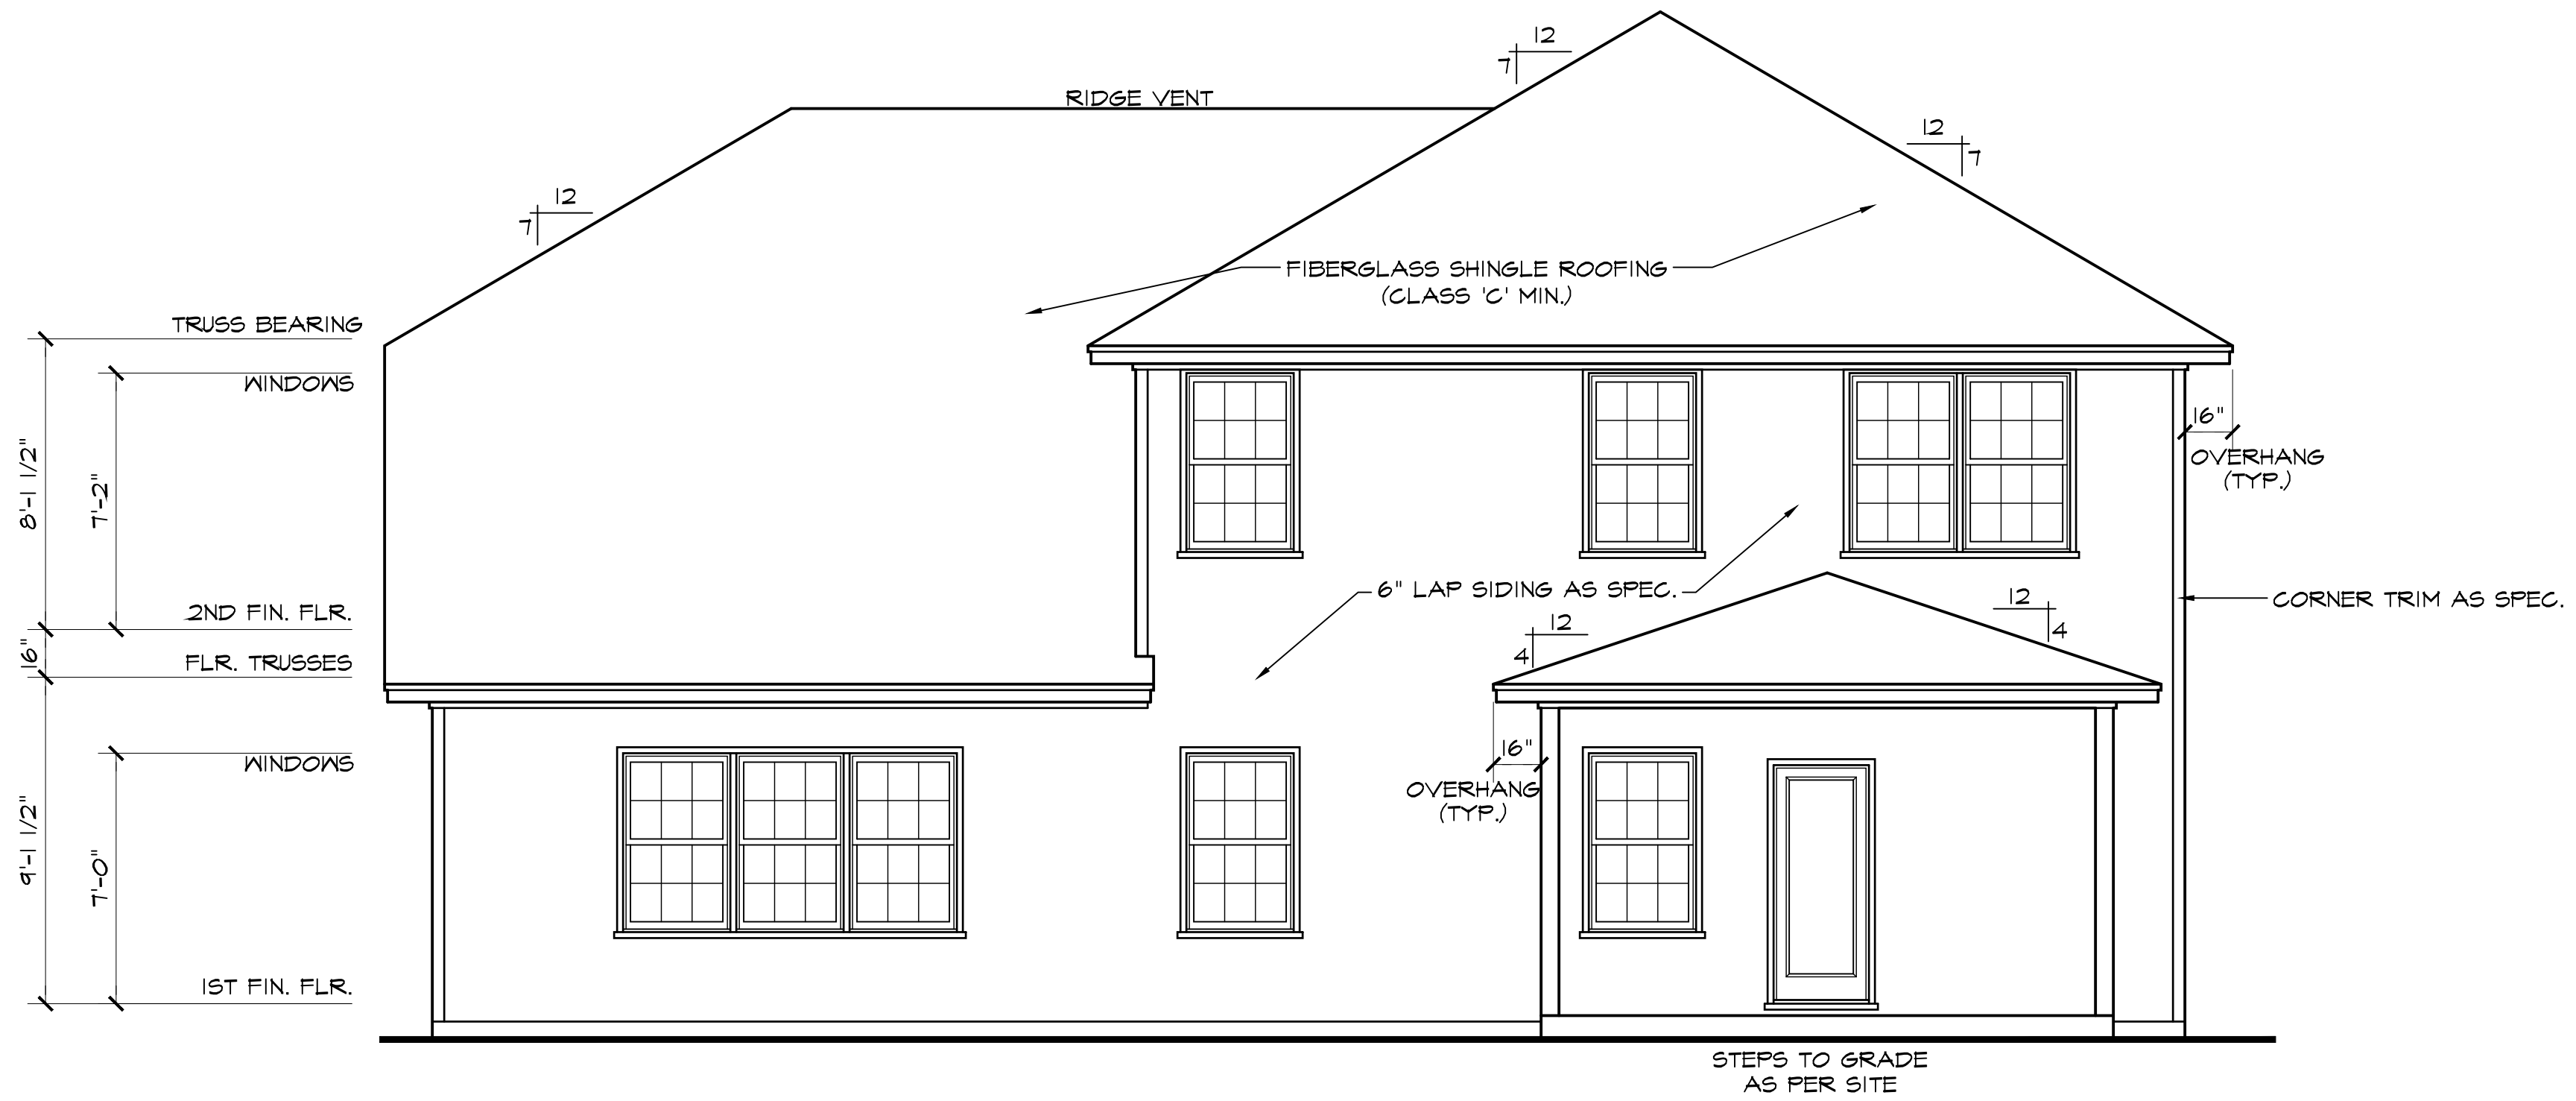 12
7
RIDGE VENT
12
7
12
7
FIBERGLASS SHINGLE ROOFING
(CLASS 'C' MIN.)
TRUSS BEARING
WINDOWS
8'-1 1/2"
7'-2"
16"
OVERHANG
(TYP.)
6" LAP SIDING AS SPEC.
CORNER TRIM AS SPEC.
2ND FIN. FLR.
16"
FLR. TRUSSES
12
4
12
4
WINDOWS
16"
OVERHANG
(TYP.)
9'-1 1/2"
7'-0"
1ST FIN. FLR.
STEPS TO GRADE
AS PER SITE